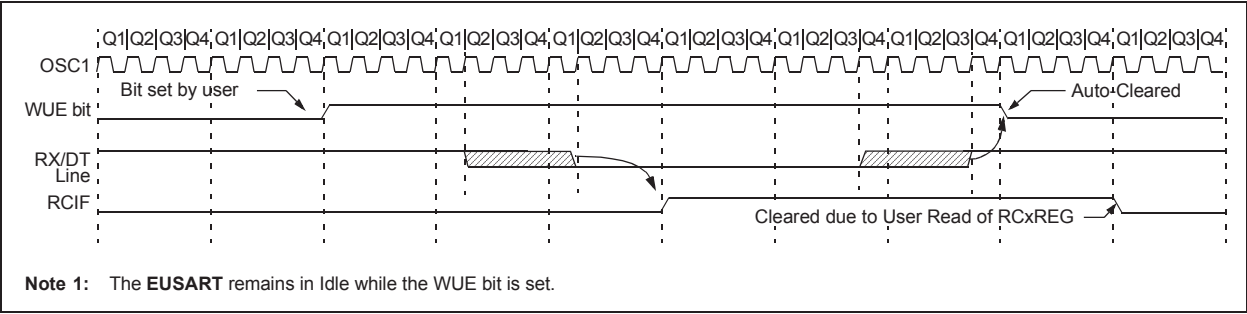 Q1 Q2 Q3 Q4 Q1 Q2 Q3 Q4 Q1 Q2 Q3 Q4 Q1 Q2 Q3 Q4 Q1 Q2 Q3 Q4 Q1 Q2 Q3 Q4 Q1 Q2 Q3 Q4 Q1 Q2 Q3 Q4 Q1 Q2 Q3 Q4 Q1 Q2 Q3 Q4
OSC1
Bit set by user
Auto-Cleared
WUE bit
RX/DT
Line
RCIF
Cleared due to User Read of RCxREG
Note 1: The EUSART remains in Idle while the WUE bit is set.